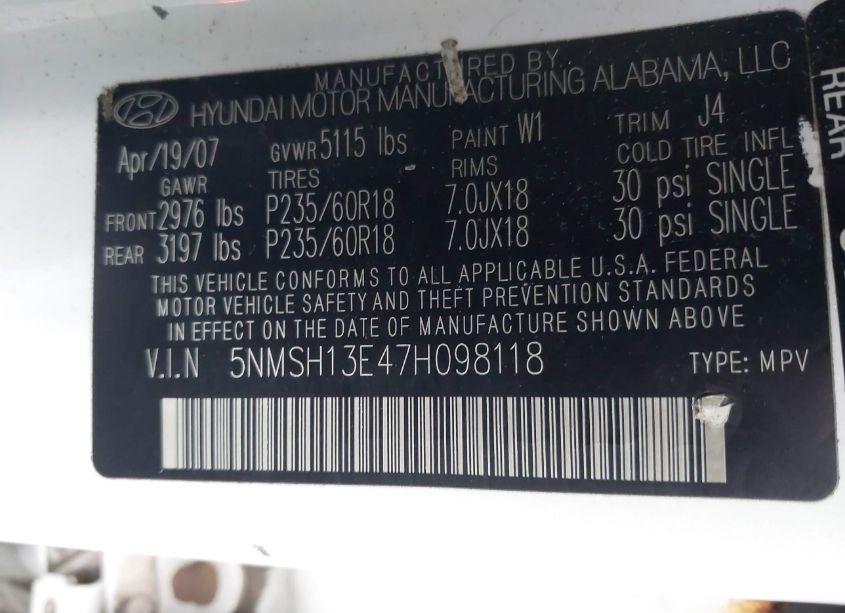 MANUFACTURED BY
HYUNDAI MOTOR MANUFACTURING ALABAMA, LLC
Apr/19/07 GVWR 5115 lbs PAINT W1 TRIM J4
GAWR TIRES RIMS COLD TIRE INFL
FRONT 2976 lbs P235/60R18 7.0JX18 30 psi SINGLE
REAR 3197 lbs P235/60R18 7.0JX18 30 psi SINGLE
THIS VEHICLE CONFORMS TO ALL APPLICABLE U.S.A. FEDERAL
MOTOR VEHICLE SAFETY AND THEFT PREVENTION STANDARDS
IN EFFECT ON THE DATE OF MANUFACTURE SHOWN ABOVE.
V.I.N 5NMSH13E47H098118 TYPE: MPV
REAR